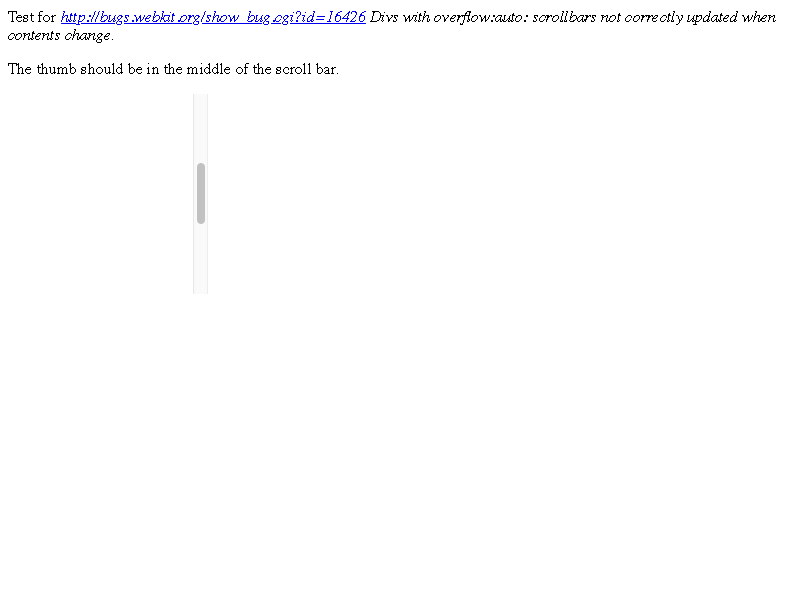 Test for http://bugs.webkit.org/show_bug.cgi?id=16426 Divs with overflow:auto: scrollbars not correctly updated when
contents change.
The thumb should be in the middle of the scroll bar.